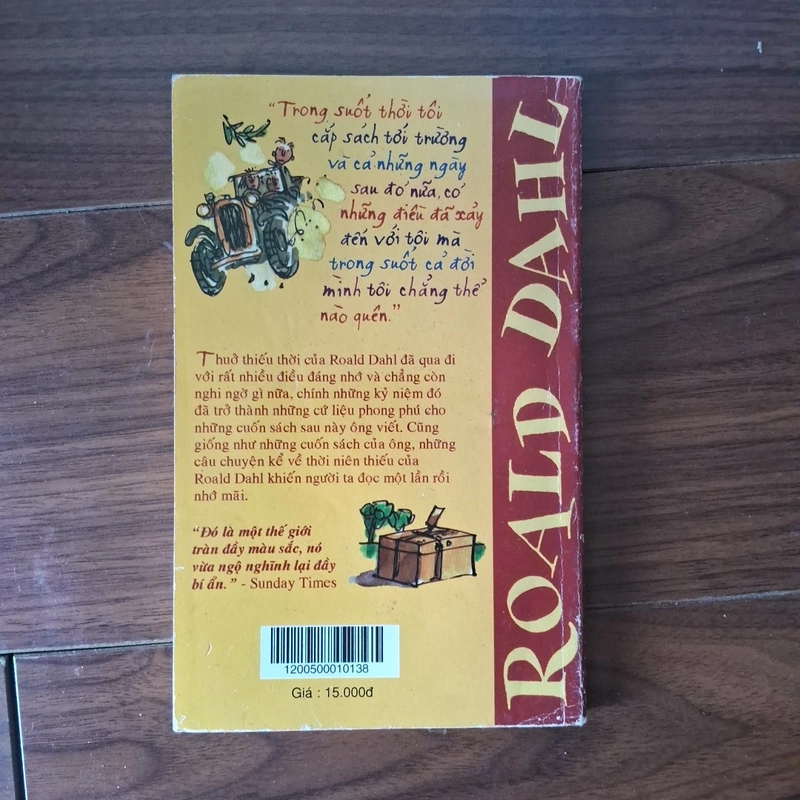 "Trong suốt thời tôi
cắp sách tới trường
và cả những ngày
sau đó nữa, có
những điều đã xảy
đến với tôi mà
trong suốt cả đời
mình tôi chẳng thể
nào quên."
Thuở thiếu thời của Roald Dahl đã qua đi
với rất nhiều điều đáng nhớ và chẳng còn
nghi ngờ gì nữa, chính những kỷ niệm đó
đã trở thành những cứ liệu phong phú cho
những cuốn sách sau này ông viết. Cũng
giống như những cuốn sách của ông, những
câu chuyện kể về thời niên thiếu của
Roald Dahl khiến người ta đọc một lần rồi
nhớ mãi.
"Đó là một thế giới
tràn đầy màu sắc, nó
vừa ngộ nghĩnh lại đầy
bí ẩn." - Sunday Times
1200500010138
Giá : 15.000đ
ROALD DAHL